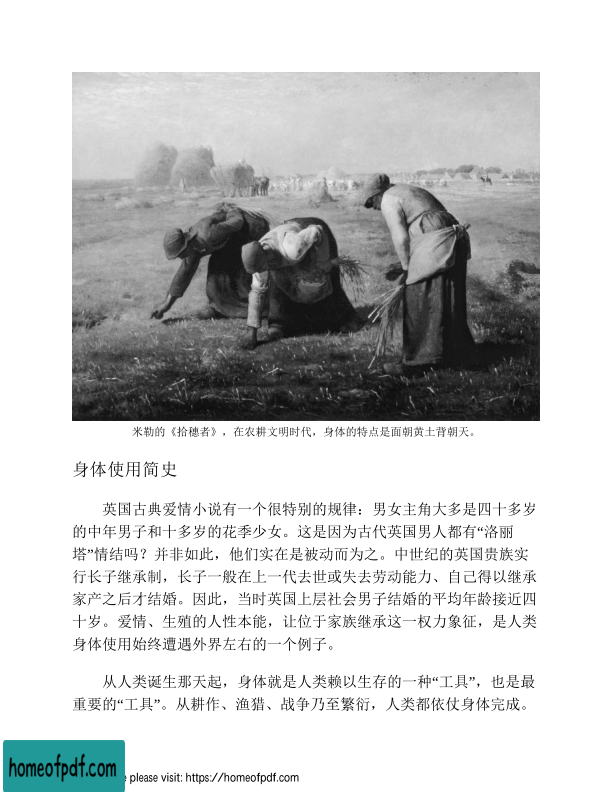 米勒的《拾穗者》，在农耕文明时代，身体的特点是面朝黄土背朝天。
身体使用简史
英国古典爱情小说有一个很特别的规律：男女主角大多是四十多岁
的中年男子和十多岁的花季少女。这是因为古代英国男人都有“洛丽
塔”情结吗？并非如此，他们实在是被动而为之。中世纪的英国贵族实
行长子继承制，长子一般在上一代去世或失去劳动能力、自己得以继承
家产之后才结婚。因此，当时英国上层社会男子结婚的平均年龄接近四
十岁。爱情、生殖的人性本能，让位于家族继承这一权力象征，是人类
身体使用始终遭遇外界左右的一个例子。
从人类诞生那天起，身体就是人类赖以生存的一种“工具”，也是最
重要的“工具”。从耕作、渔猎、战争乃至繁衍，人类都依仗身体完成。
homeofpdf.com
e please visit: https://homeofpdf.com